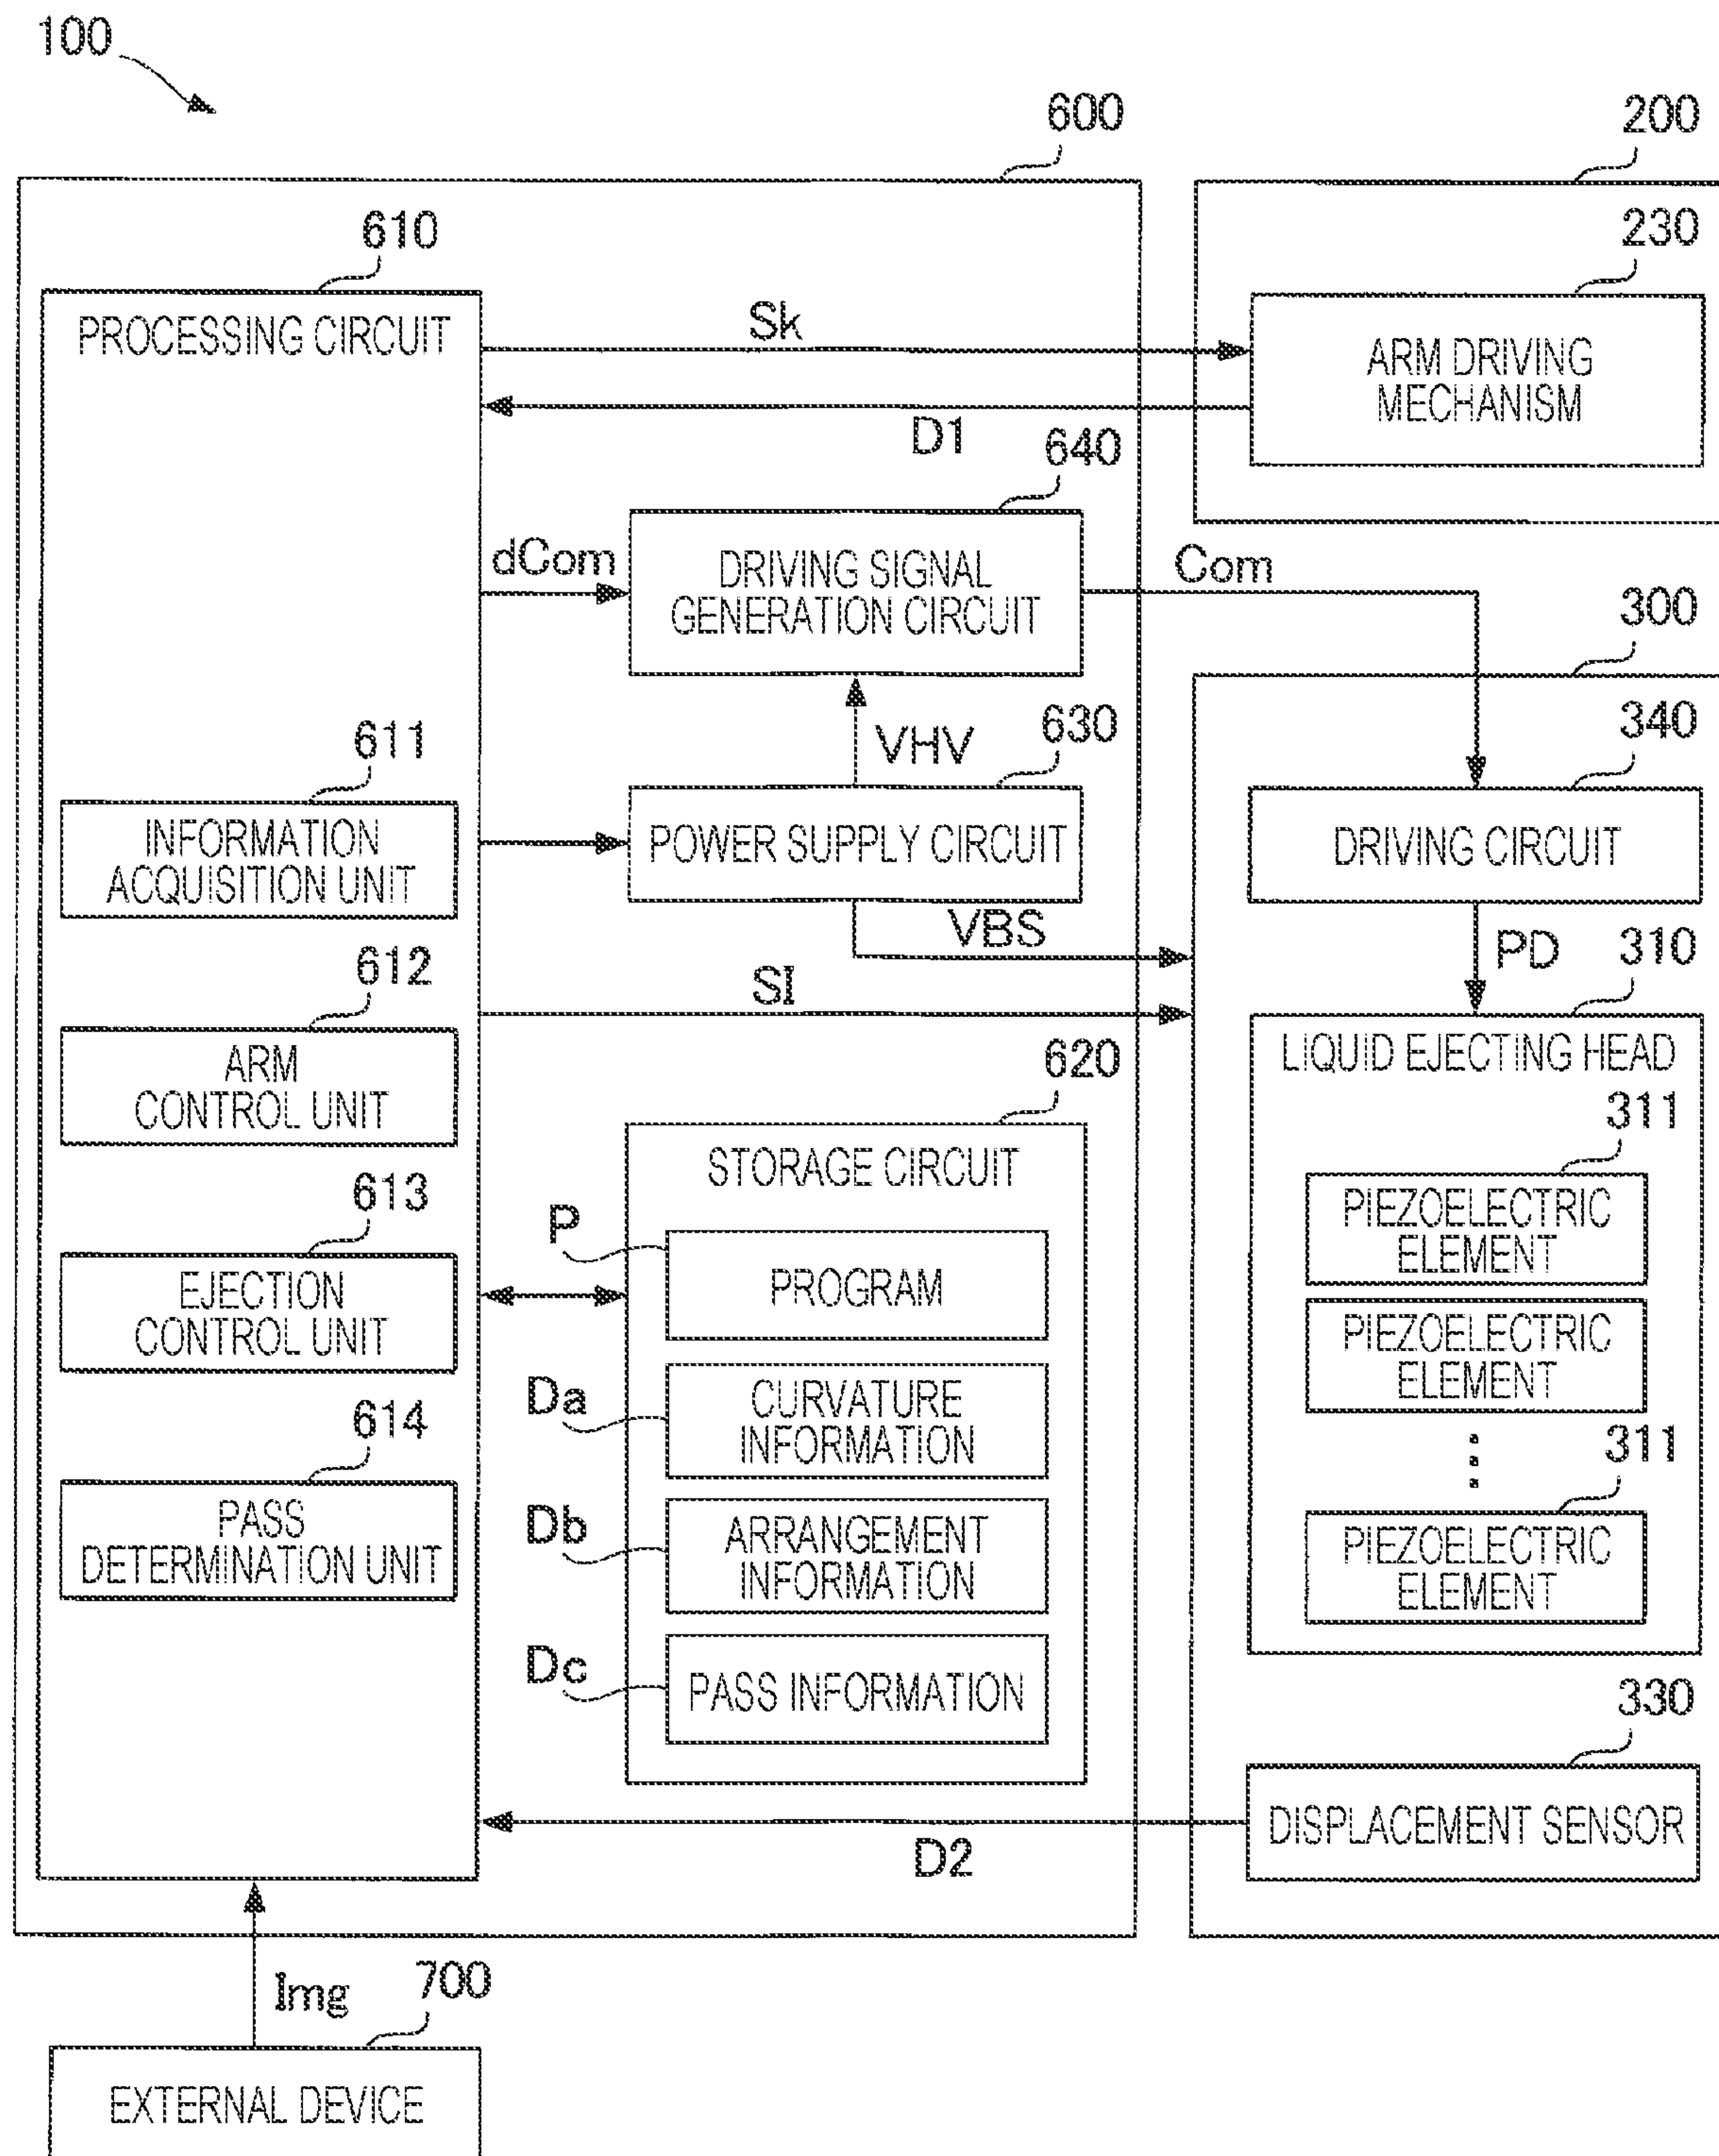 100
600
200
610
230
PROCESSING CIRCUIT
Sk
ARM DRIVING
MECHANISM
D1
640
dCom
DRIVING SIGNAL
GENERATION CIRCUIT
Com
300
611
VHV
630
340
INFORMATION
ACQUISITION UNIT
POWER SUPPLY CIRCUIT
DRIVING CIRCUIT
VBS
PD
310
612
SI
ARM
CONTROL UNIT
620
LIQUID EJECTING HEAD
311
613
STORAGE CIRCUIT
PIEZOELECTRIC
ELEMENT
P
EJECTION
CONTROL UNIT
PROGRAM
PIEZOELECTRIC
ELEMENT
614
Da
CURVATURE
INFORMATION
311
PASS
DETERMINATION UNIT
Db
ARRANGEMENT
INFORMATION
PIEZOELECTRIC
ELEMENT
Dc
PASS INFORMATION
330
D2
DISPLACEMENT SENSOR
Img
700
EXTERNAL DEVICE